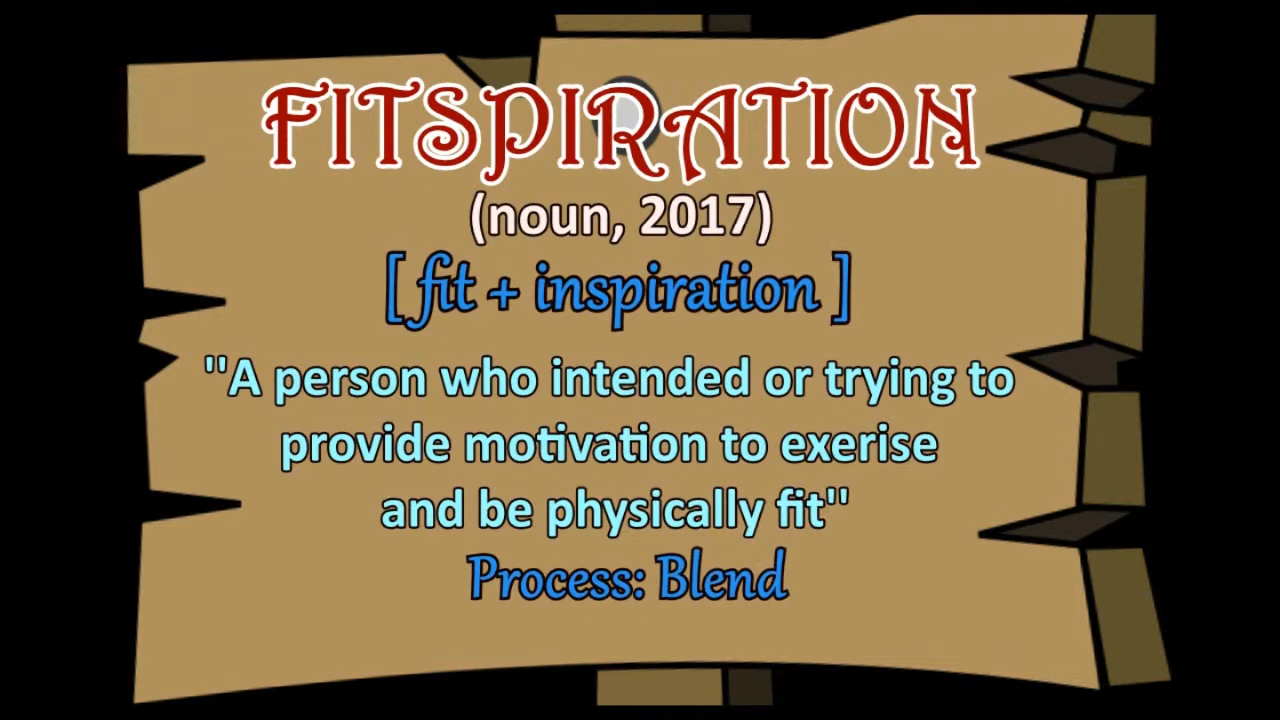 FITSPIRATION
(noun, 2017)
[ fit + inspiration ]
"A person who intended or trying to
provide motivation to exerise
and be physically fit"
Process: Blend